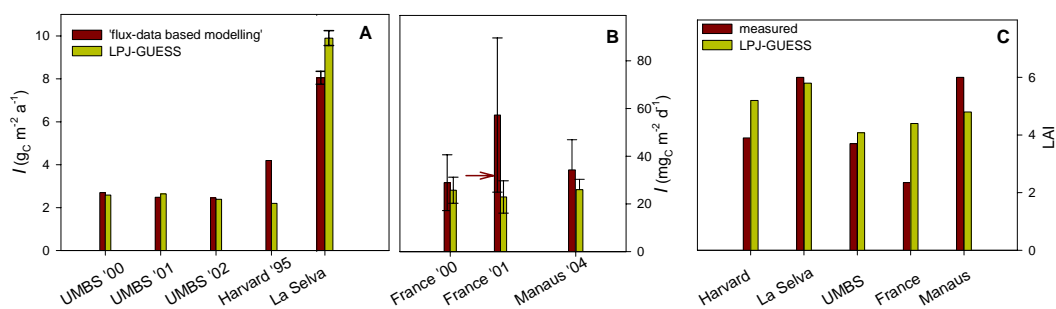 A
'flux-data based modelling'
LPJ-GUESS
I (gC m-2 a-1)
10
8
6
4
2
0
UMBS '00
UMBS '01
UMBS '02
Harvard '95
La Selva
B
I (mgC m-2 d-1)
80
60
40
20
0
France '00
France '01
Manaus '04
C
measured
LPJ-GUESS
LAI
6
4
2
0
Harvard
La Selva
UMBS
France
Manaus